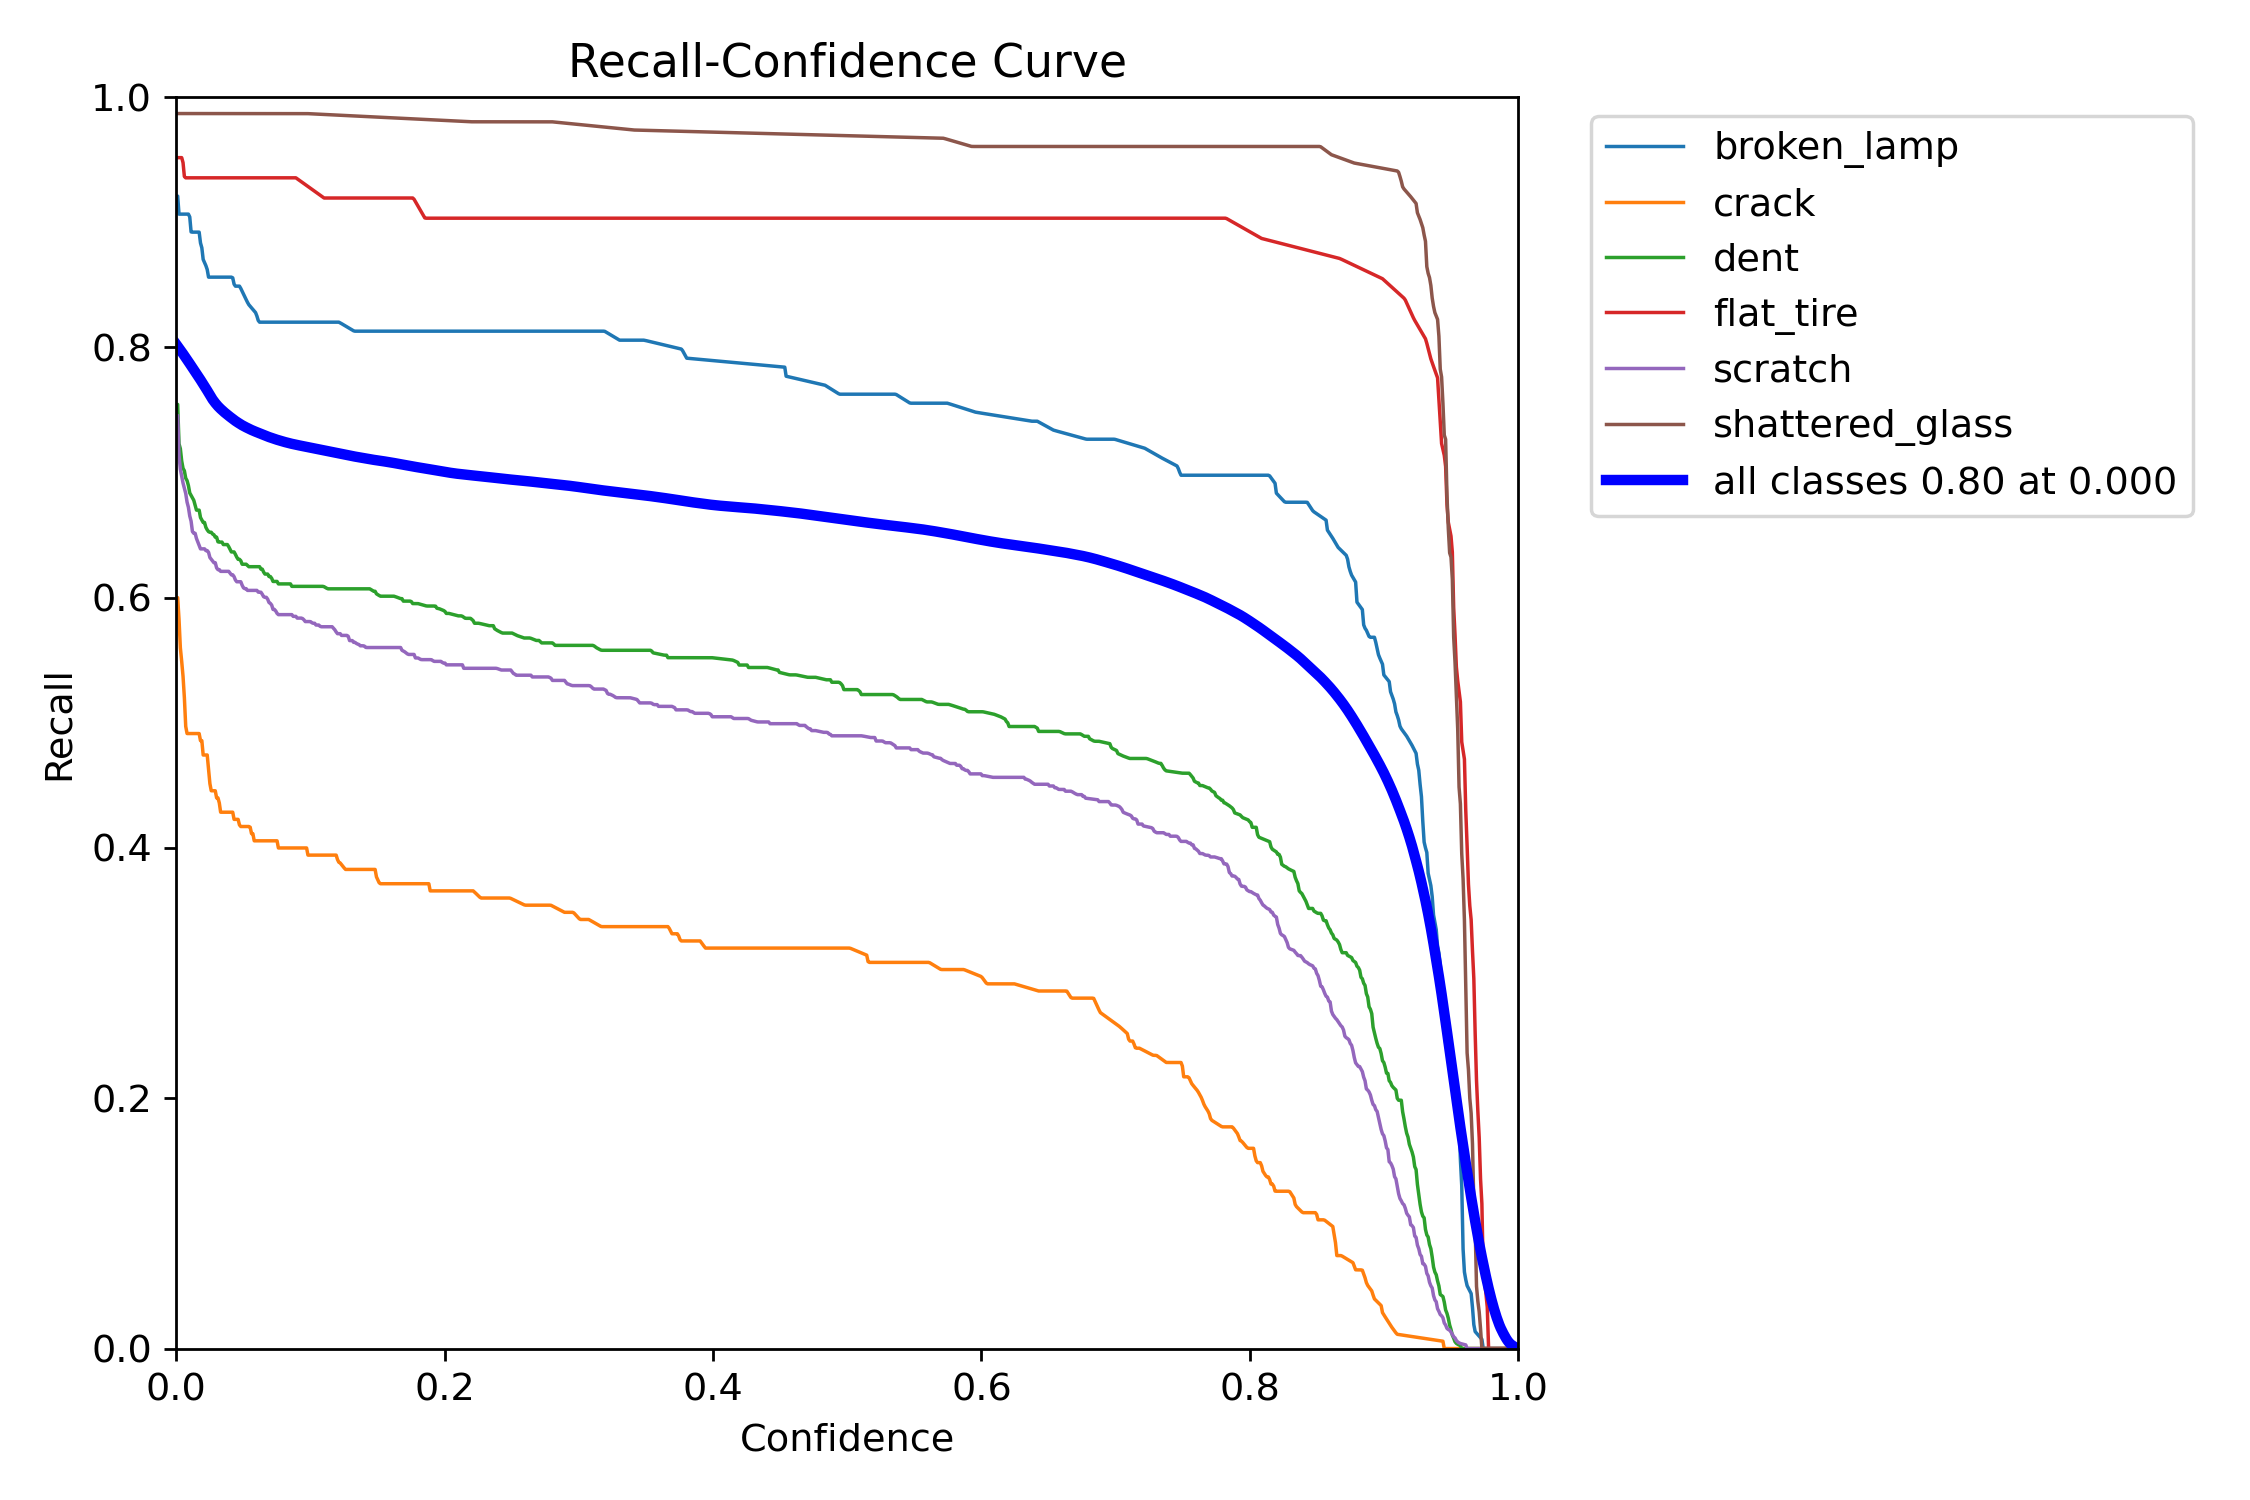 Recall-Confidence Curve
1.0
0.8
0.6
0.4
0.2
0.0
Recall
0.0 0.2 0.4 0.6 0.8 1.0
Confidence
broken_lamp
crack
dent
flat_tire
scratch
shattered_glass
all classes 0.80 at 0.000